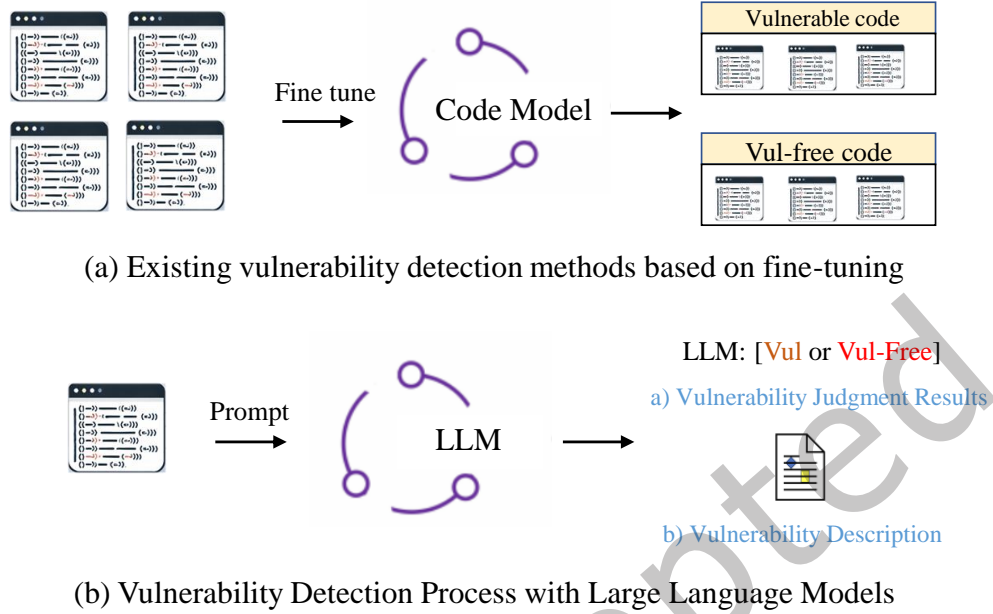 Fine tune
Code Model
Vulnerable code
Vul-free code
(a) Existing vulnerability detection methods based on fine-tuning
Prompt
LLM
LLM: [Vul or Vul-Free]
a) Vulnerability Judgment Results
b) Vulnerability Description
(b) Vulnerability Detection Process with Large Language Models
pted